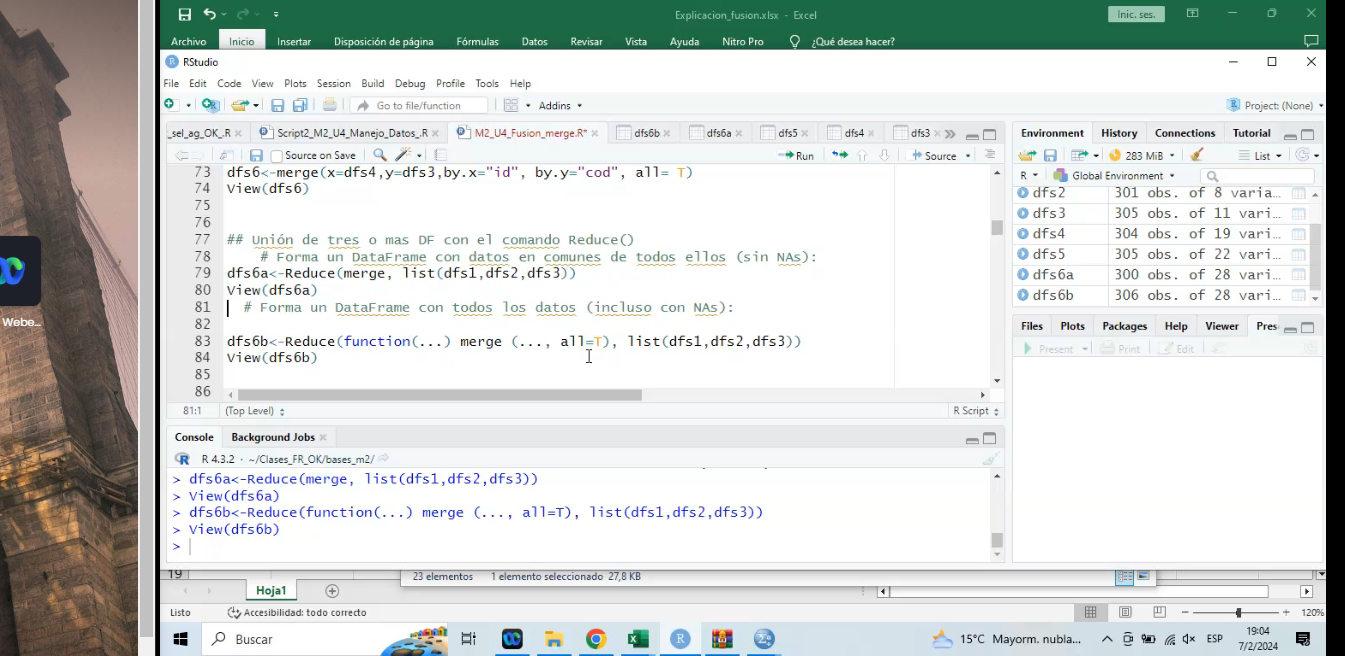 Explicacion_fusion.xlsx - Excel
Inic. ses.
Archivo Inicio Insertar Disposición de página Fórmulas Datos Revisar Vista Ayuda Nitro Pro ¿Qué desea hacer?
RStudio
File Edit Code View Plots Session Build Debug Profile Tools Help
Go to file/function Addins Project: (None)
_sel_ag_OK_.R Script2_M2_U4_Manejo_Datos_.R M2_U4_Fusion_merge.R* dfs6b dfs6a dfs5 dfs4 dfs3
Source on Save Run Source
73 dfs6<-merge(x=dfs4,y=dfs3,by.x="id", by.y="cod", all= T)
74 View(dfs6)
75
76
77 ## Unión de tres o mas DF con el comando Reduce()
78 # Forma un DataFrame con datos en comunes de todos ellos (sin NAs):
79 dfs6a<-Reduce(merge, list(dfs1,dfs2,dfs3))
80 View(dfs6a)
81 # Forma un DataFrame con todos los datos (incluso con NAs):
82
83 dfs6b<-Reduce(function(...) merge (..., all=T), list(dfs1,dfs2,dfs3))
84 View(dfs6b)
85
86
81:1 (Top Level) R Script
Console Background Jobs
R 4.3.2 · ~/Clases_FR_OK/bases_m2/
> dfs6a<-Reduce(merge, list(dfs1,dfs2,dfs3))
> View(dfs6a)
> dfs6b<-Reduce(function(...) merge (..., all=T), list(dfs1,dfs2,dfs3))
> View(dfs6b)
>
Environment History Connections Tutorial
283 MiB List
R Global Environment
dfs2 301 obs. of 8 varia…
dfs3 305 obs. of 11 vari…
dfs4 304 obs. of 19 vari…
dfs5 305 obs. of 22 vari…
dfs6a 300 obs. of 28 vari…
dfs6b 306 obs. of 28 vari…
Files Plots Packages Help Viewer Pres
Present Print Edit
Webe...
19
23 elementos 1 elemento seleccionado 27,8 KB
Hoja1
Listo Accesibilidad: todo correcto 120%
Buscar
15°C Mayorm. nubla... ESP
19:04
7/2/2024